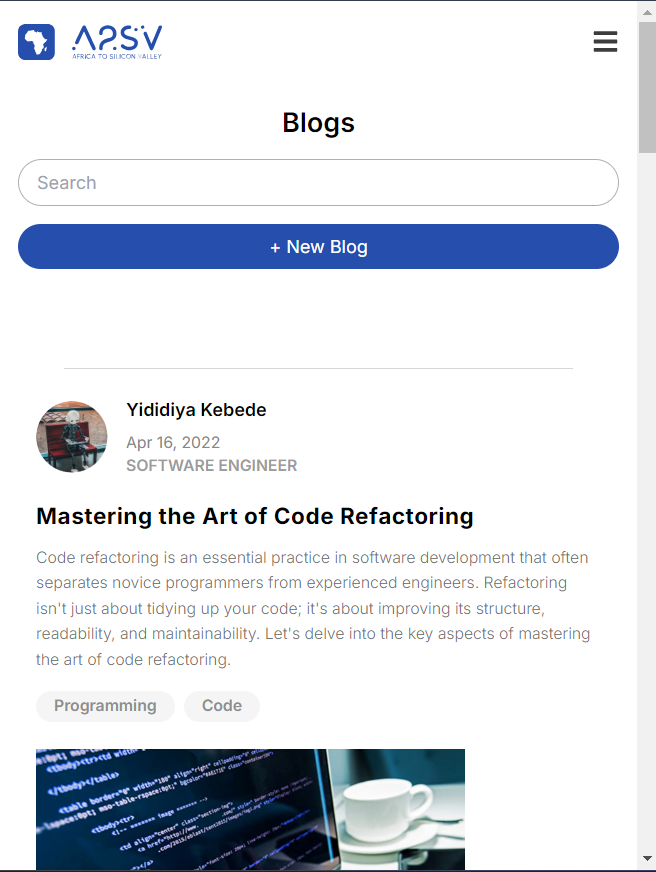 A2SV
AFRICA TO SILICON VALLEY
Blogs
Search
+ New Blog
Yididiya Kebede
Apr 16, 2022
SOFTWARE ENGINEER
Mastering the Art of Code Refactoring
Code refactoring is an essential practice in software development that often
separates novice programmers from experienced engineers. Refactoring
isn't just about tidying up your code; it's about improving its structure,
readability, and maintainability. Let's delve into the key aspects of mastering
the art of code refactoring.
Programming
Code